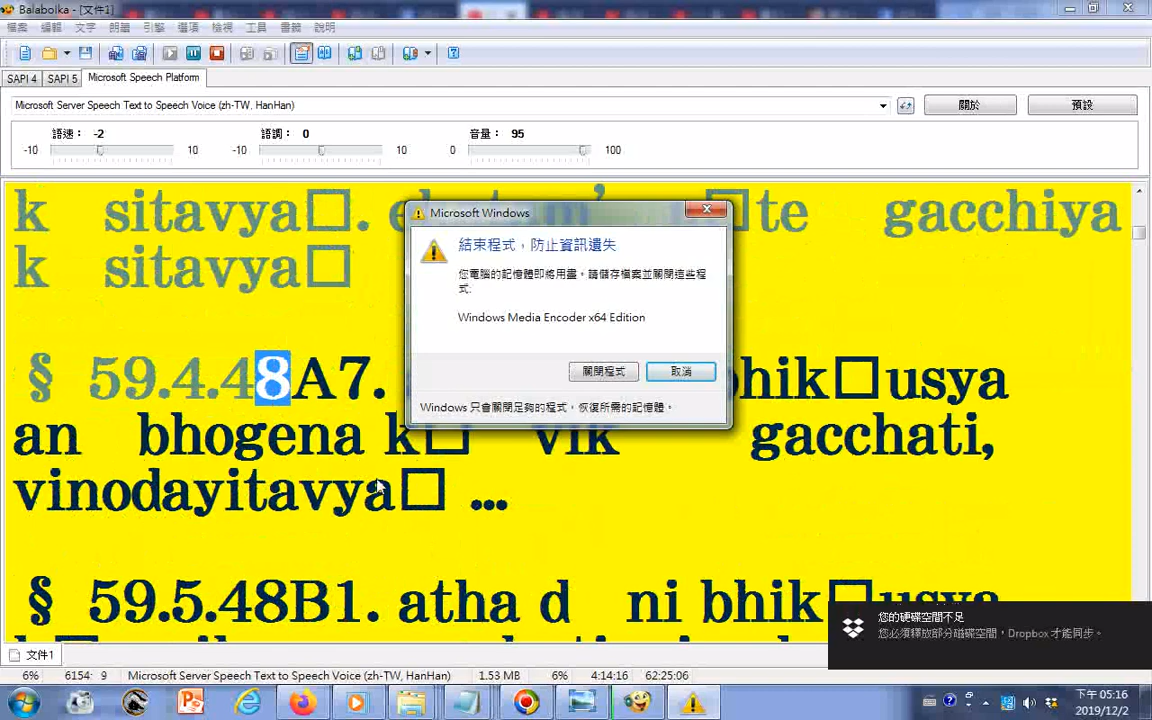 Balabolka - [文件1]
檔案 編輯 文字 朗讀 引擎 選項 檢視 工具 書籤 說明
SAPI 4 SAPI 5 Microsoft Speech Platform
Microsoft Server Speech Text to Speech Voice (zh-TW, HanHan)
關於 預設
語速： -2 語調： 0 音量： 95
-10 10 -10 10 0 100
k sitavya□. te gacchiya
k sitavya□
§ 59.4.48A7. bhik□usya
an bhogena k□ vik gacchati,
vinodayitavya□ ...
§ 59.5.48B1. atha d ni bhik□usya
Microsoft Windows
結束程式，防止資訊遺失
您電腦的記憶體即將用盡。請儲存檔案並關閉這些程
式:
Windows Media Encoder x64 Edition
關閉程式 取消
Windows 只會關閉足夠的程式，恢復所需的記憶體。
您的硬碟空間不足
您必須釋放部分磁碟空間，Dropbox 才能同步。
文件1
6% 6154: 9 Microsoft Server Speech Text to Speech Voice (zh-TW, HanHan) 1.53 MB 6% 4:14:16 62:25:06
下午 05:16
2019/12/2